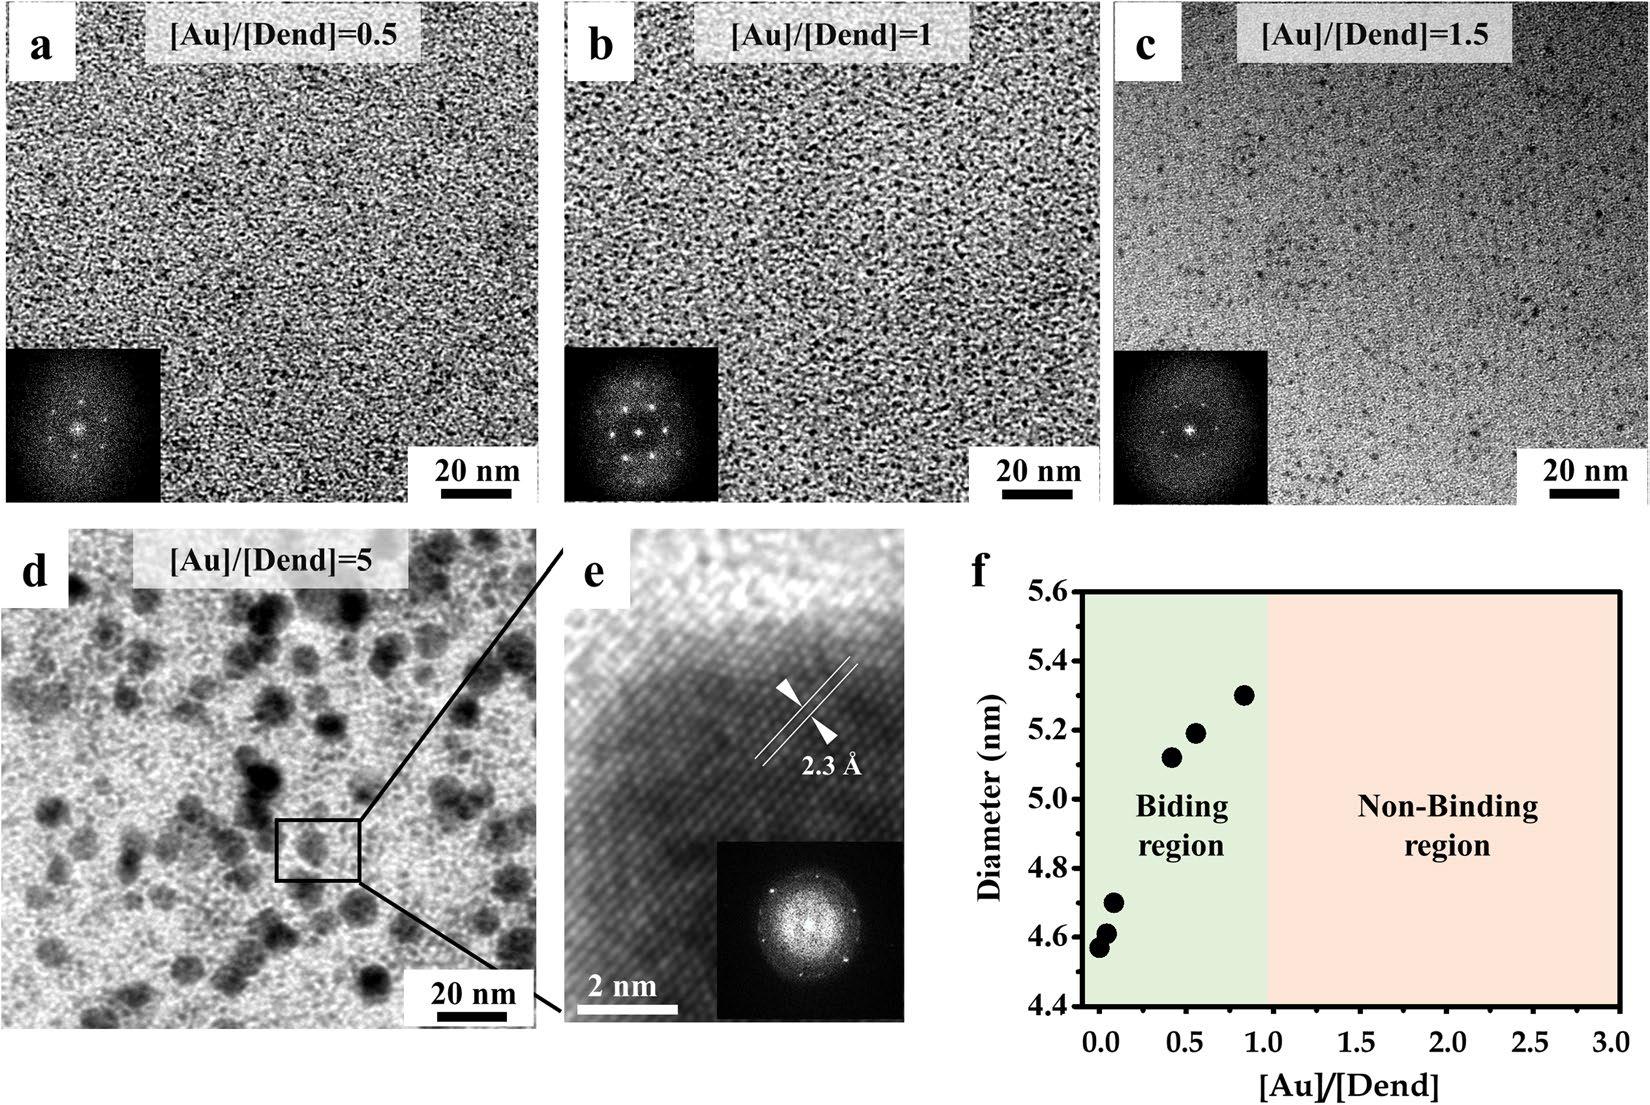 a
[Au]/[Dend]=0.5
20 nm
b
[Au]/[Dend]=1
20 nm
c
[Au]/[Dend]=1.5
20 nm
d
[Au]/[Dend]=5
20 nm
e
2.3 Å
2 nm
f
Diameter (nm)
5.6
5.4
5.2
5.0
4.8
4.6
4.4
Biding
region
Non-Binding
region
0.0 0.5 1.0 1.5 2.0 2.5 3.0
[Au]/[Dend]